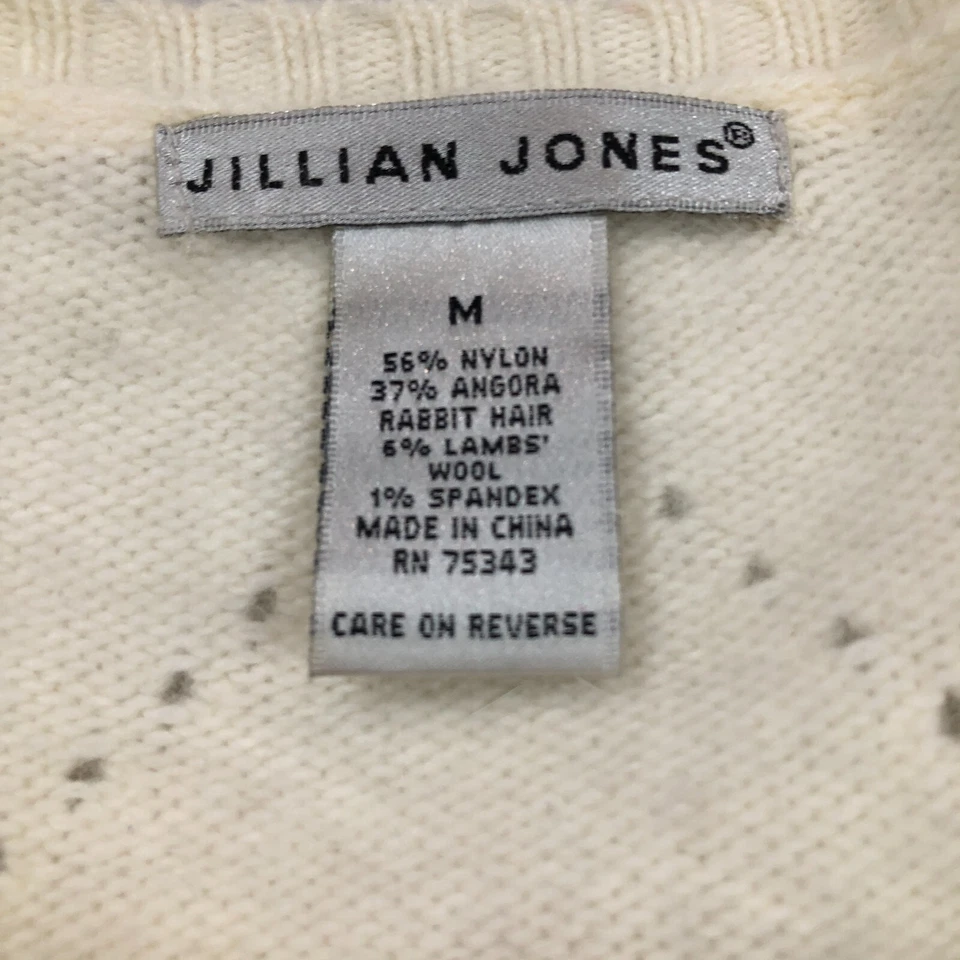 JILLIAN JONES®
M
56% NYLON
37% ANGORA
RABBIT HAIR
6% LAMBS'
WOOL
1% SPANDEX
MADE IN CHINA
RN 75343
CARE ON REVERSE